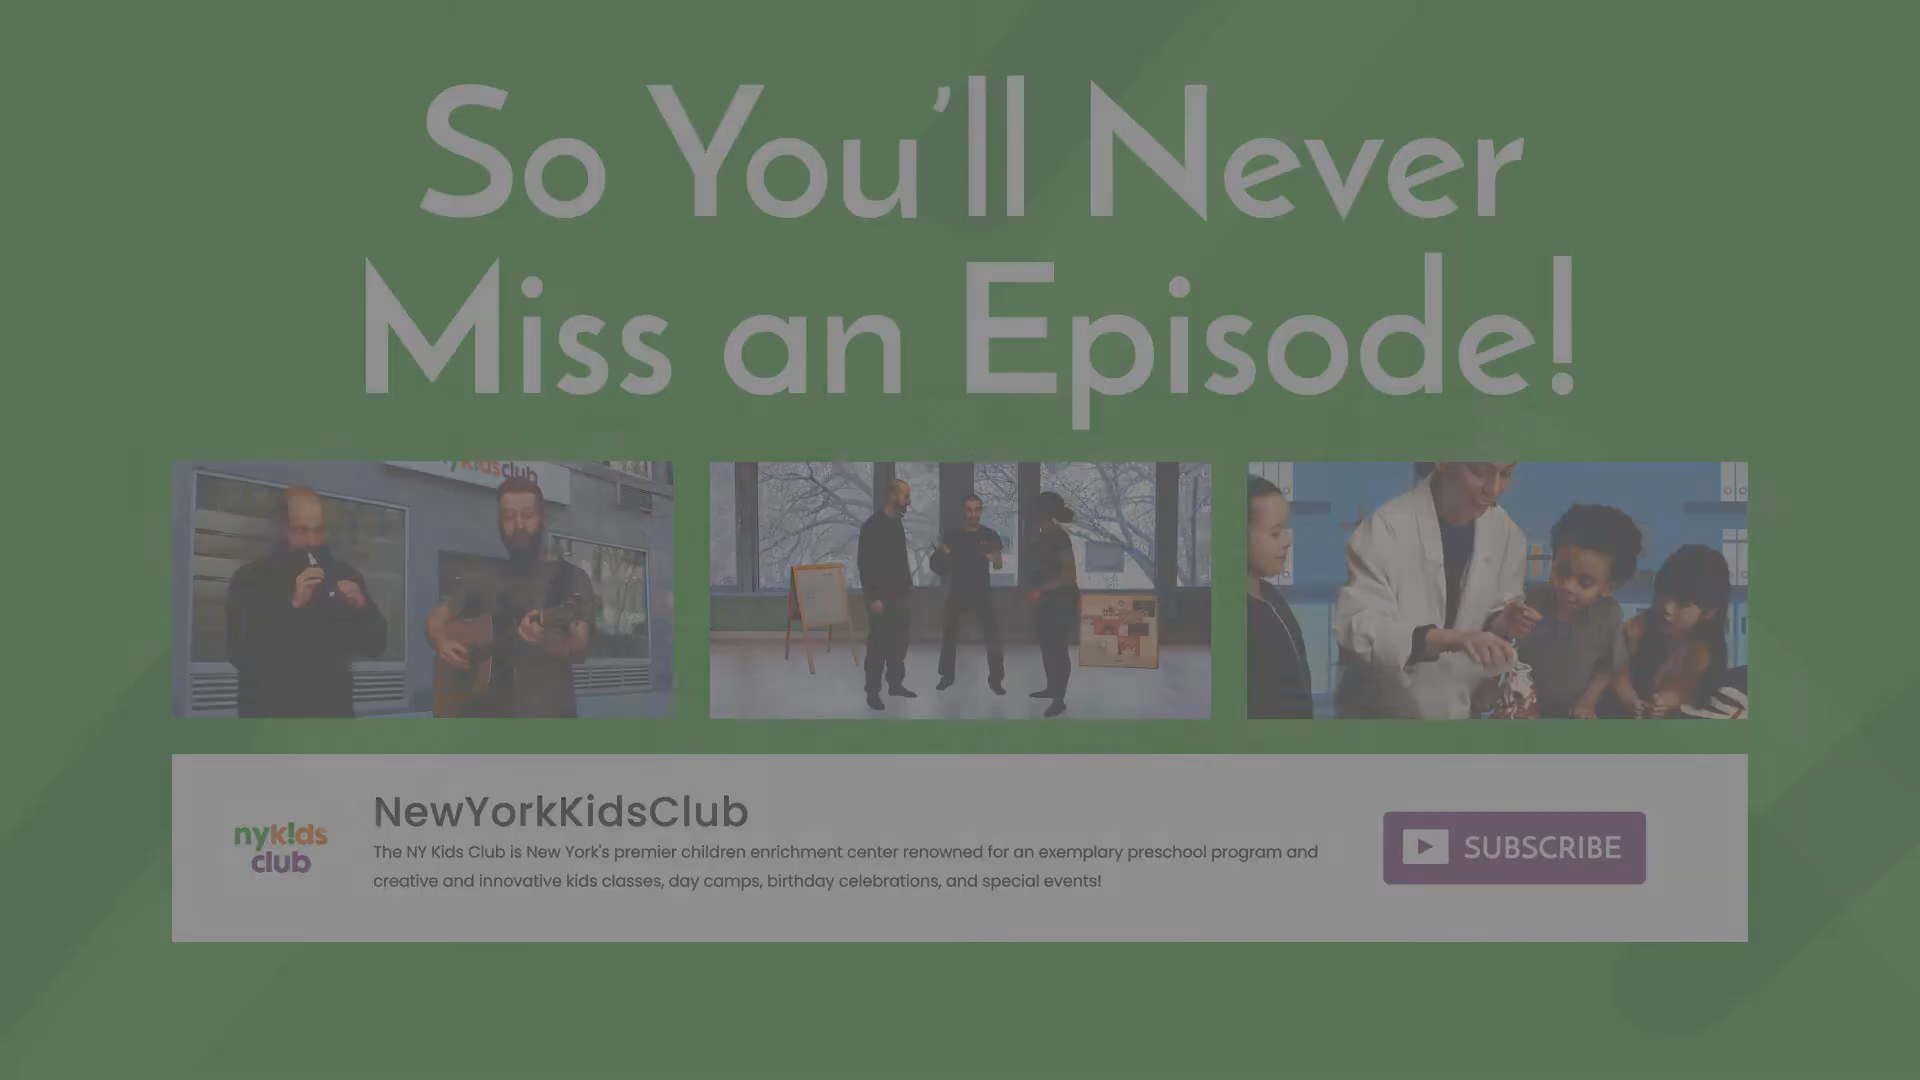 So You'll Never
Miss an Episode!
nykidsclub
nyk!ds
club
NewYorkKidsClub
The NY Kids Club is New York's premier children enrichment center renowned for an exemplary preschool program and
creative and innovative kids classes, day camps, birthday celebrations, and special events!
SUBSCRIBE